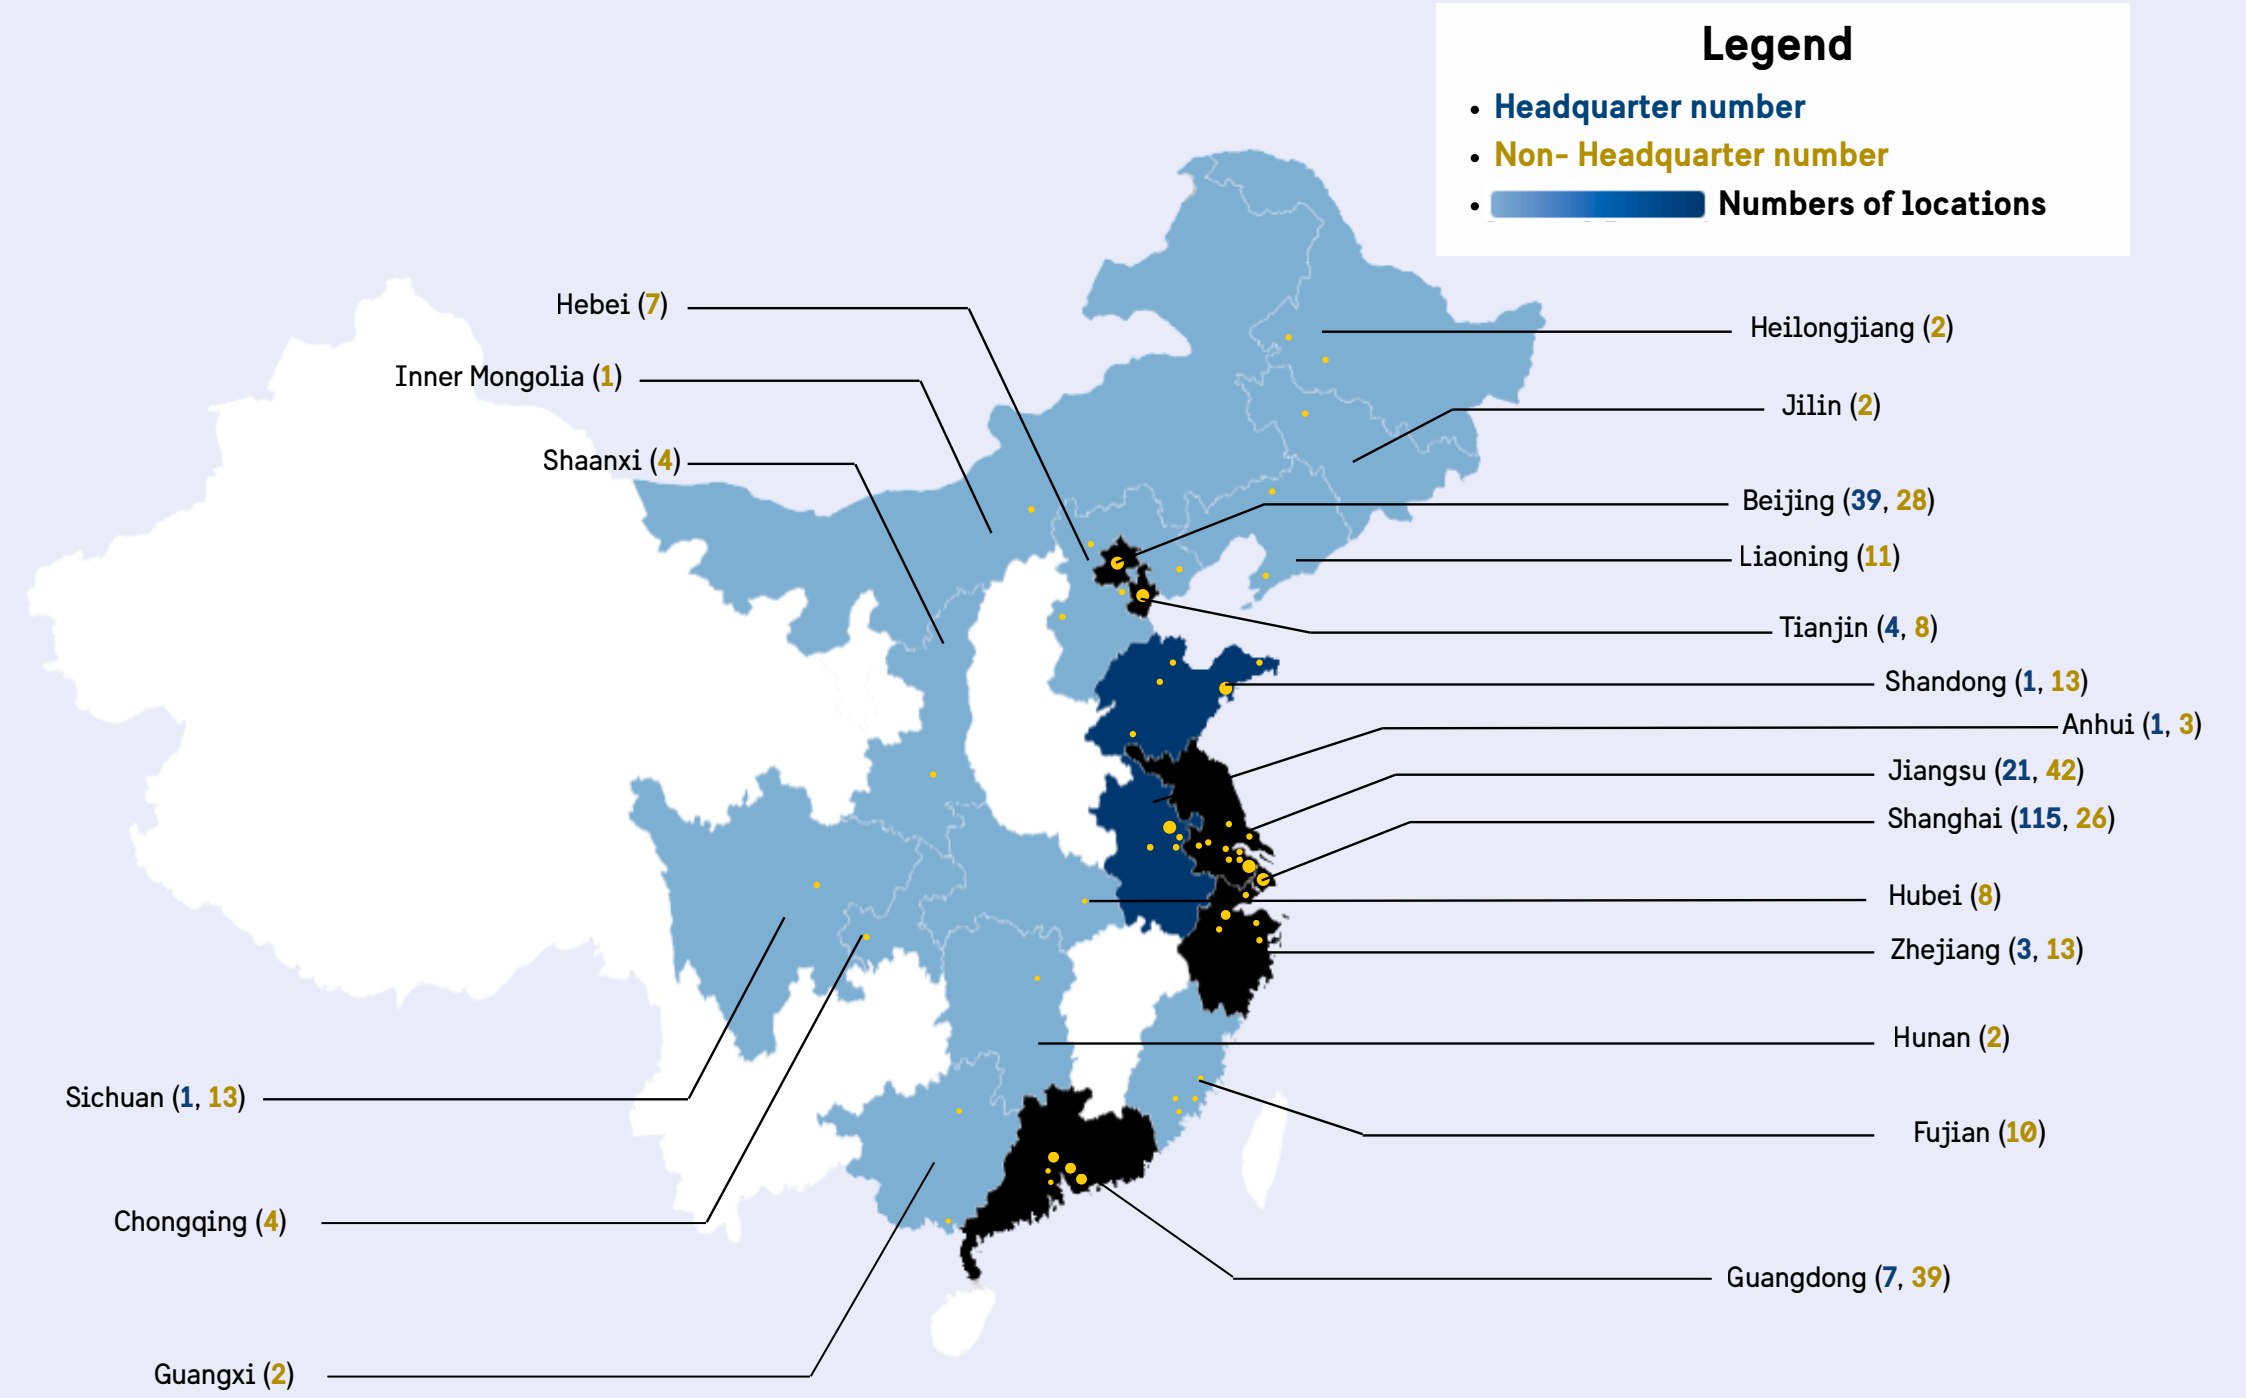 Legend
• Headquarter number
• Non- Headquarter number
• Numbers of locations
Hebei (7)
Inner Mongolia (1)
Shaanxi (4)
Heilongjiang (2)
Jilin (2)
Beijing (39, 28)
Liaoning (11)
Tianjin (4, 8)
Shandong (1, 13)
Anhui (1, 3)
Jiangsu (21, 42)
Shanghai (115, 26)
Hubei (8)
Zhejiang (3, 13)
Hunan (2)
Fujian (10)
Guangdong (7, 39)
Sichuan (1, 13)
Chongqing (4)
Guangxi (2)